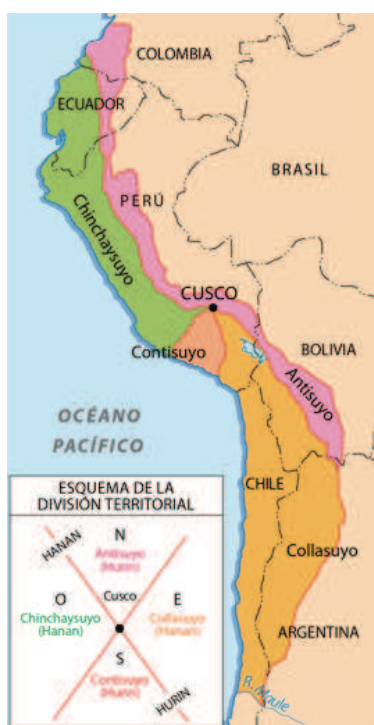 COLOMBIA
ECUADOR
BRASIL
PERÚ
Chinchaysuyo
CUSCO
Contisuyo
BOLIVIA
Antisuyo
OCÉANO
PACÍFICO
CHILE
Collasuyo
ARGENTINA
R. Maule
ESQUEMA DE LA
DIVISIÓN TERRITORIAL
HANAN
N
Antisuyo
(Hurin)
O
Cusco
E
Chinchaysuyo
(Hanan)
Collasuyo
(Hanan)
S
Contisuyo
(Hurin)
HURIN